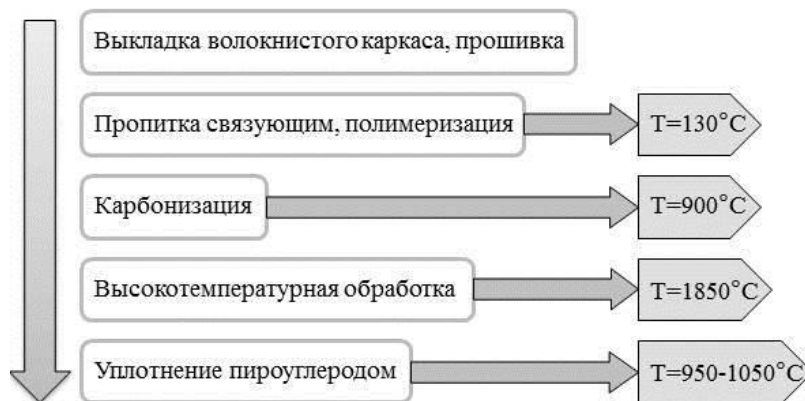 Выкладка волокнистого каркаса, прошивка
Пропитка связующим, полимеризация
T=130°C
Карбонизация
T=900°C
Высокотемпературная обработка
T=1850°C
Уплотнение пироуглеродом
T=950-1050°C